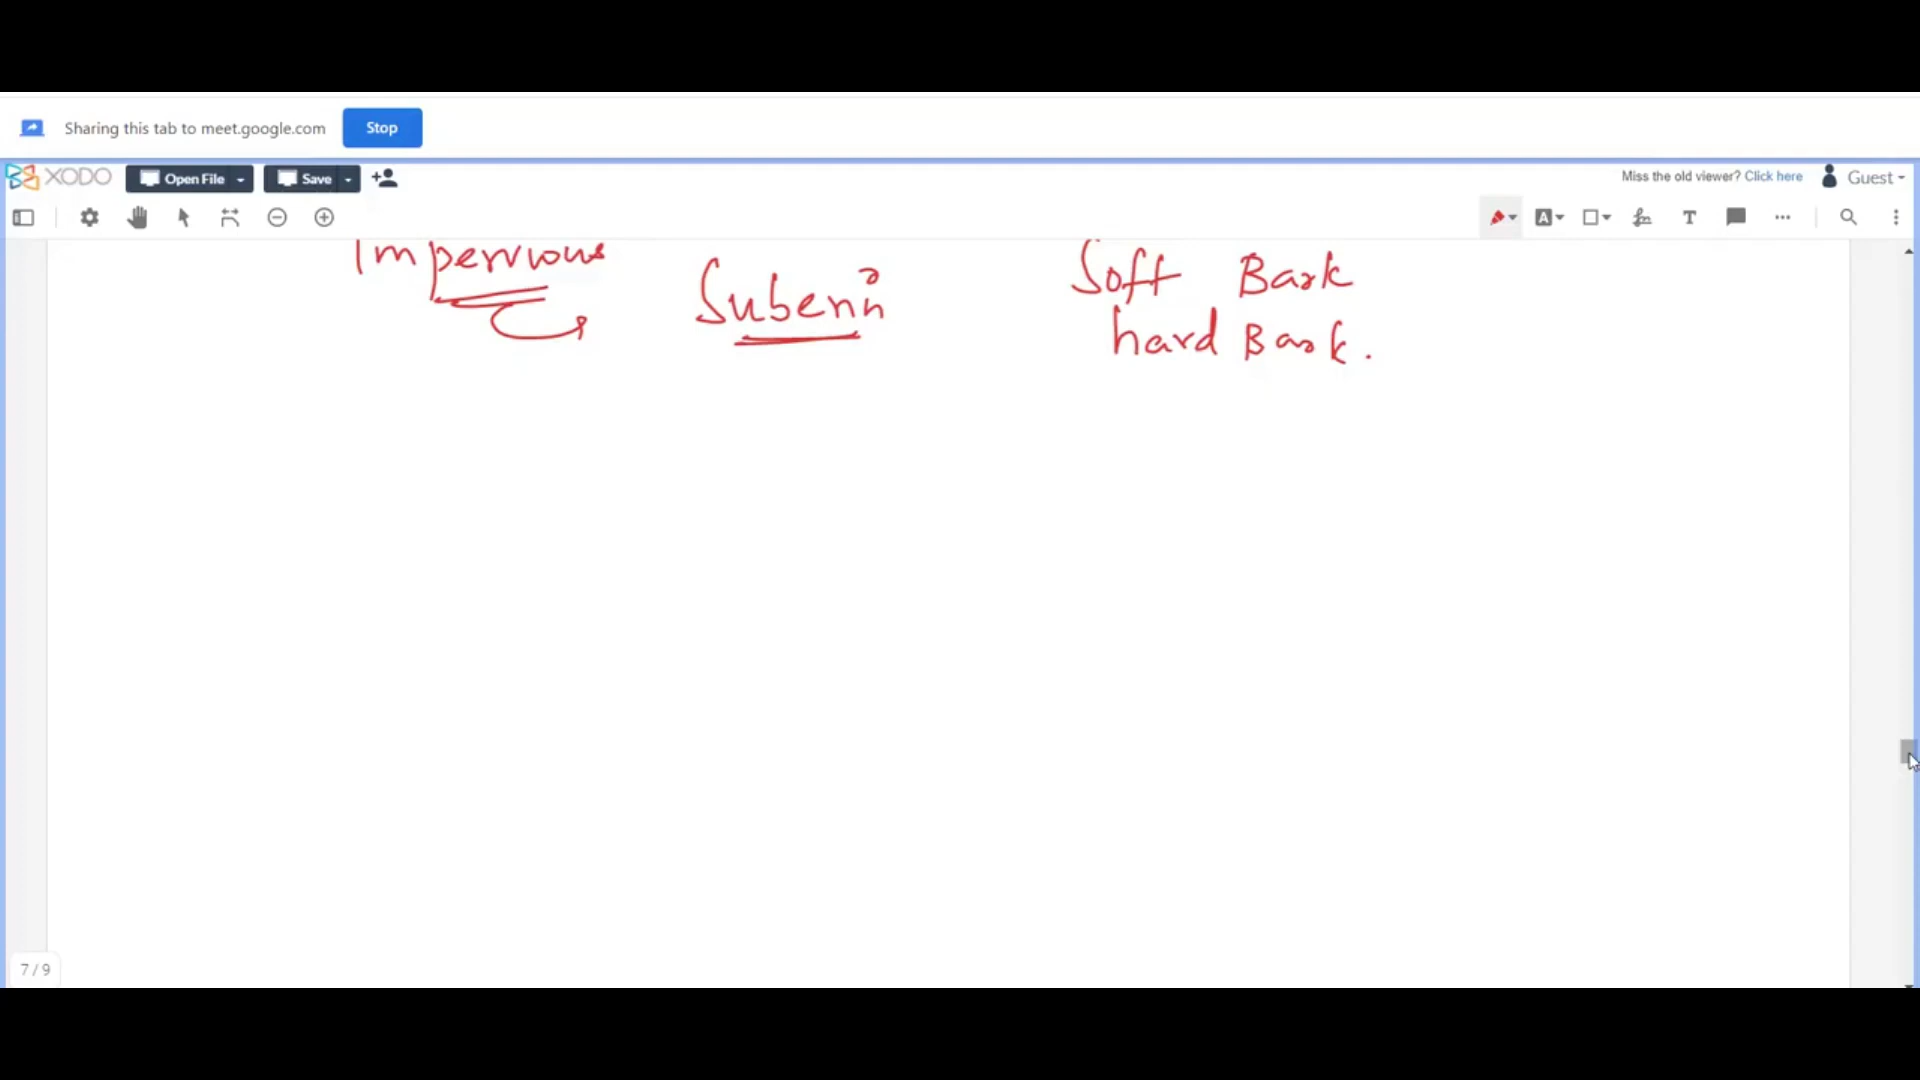 Sharing this tab to meet.google.com Stop
XODO Open File Save Miss the old viewer? Click here Guest
Impervious
Soft Bark
Suberin
hard Bark.
7 / 9